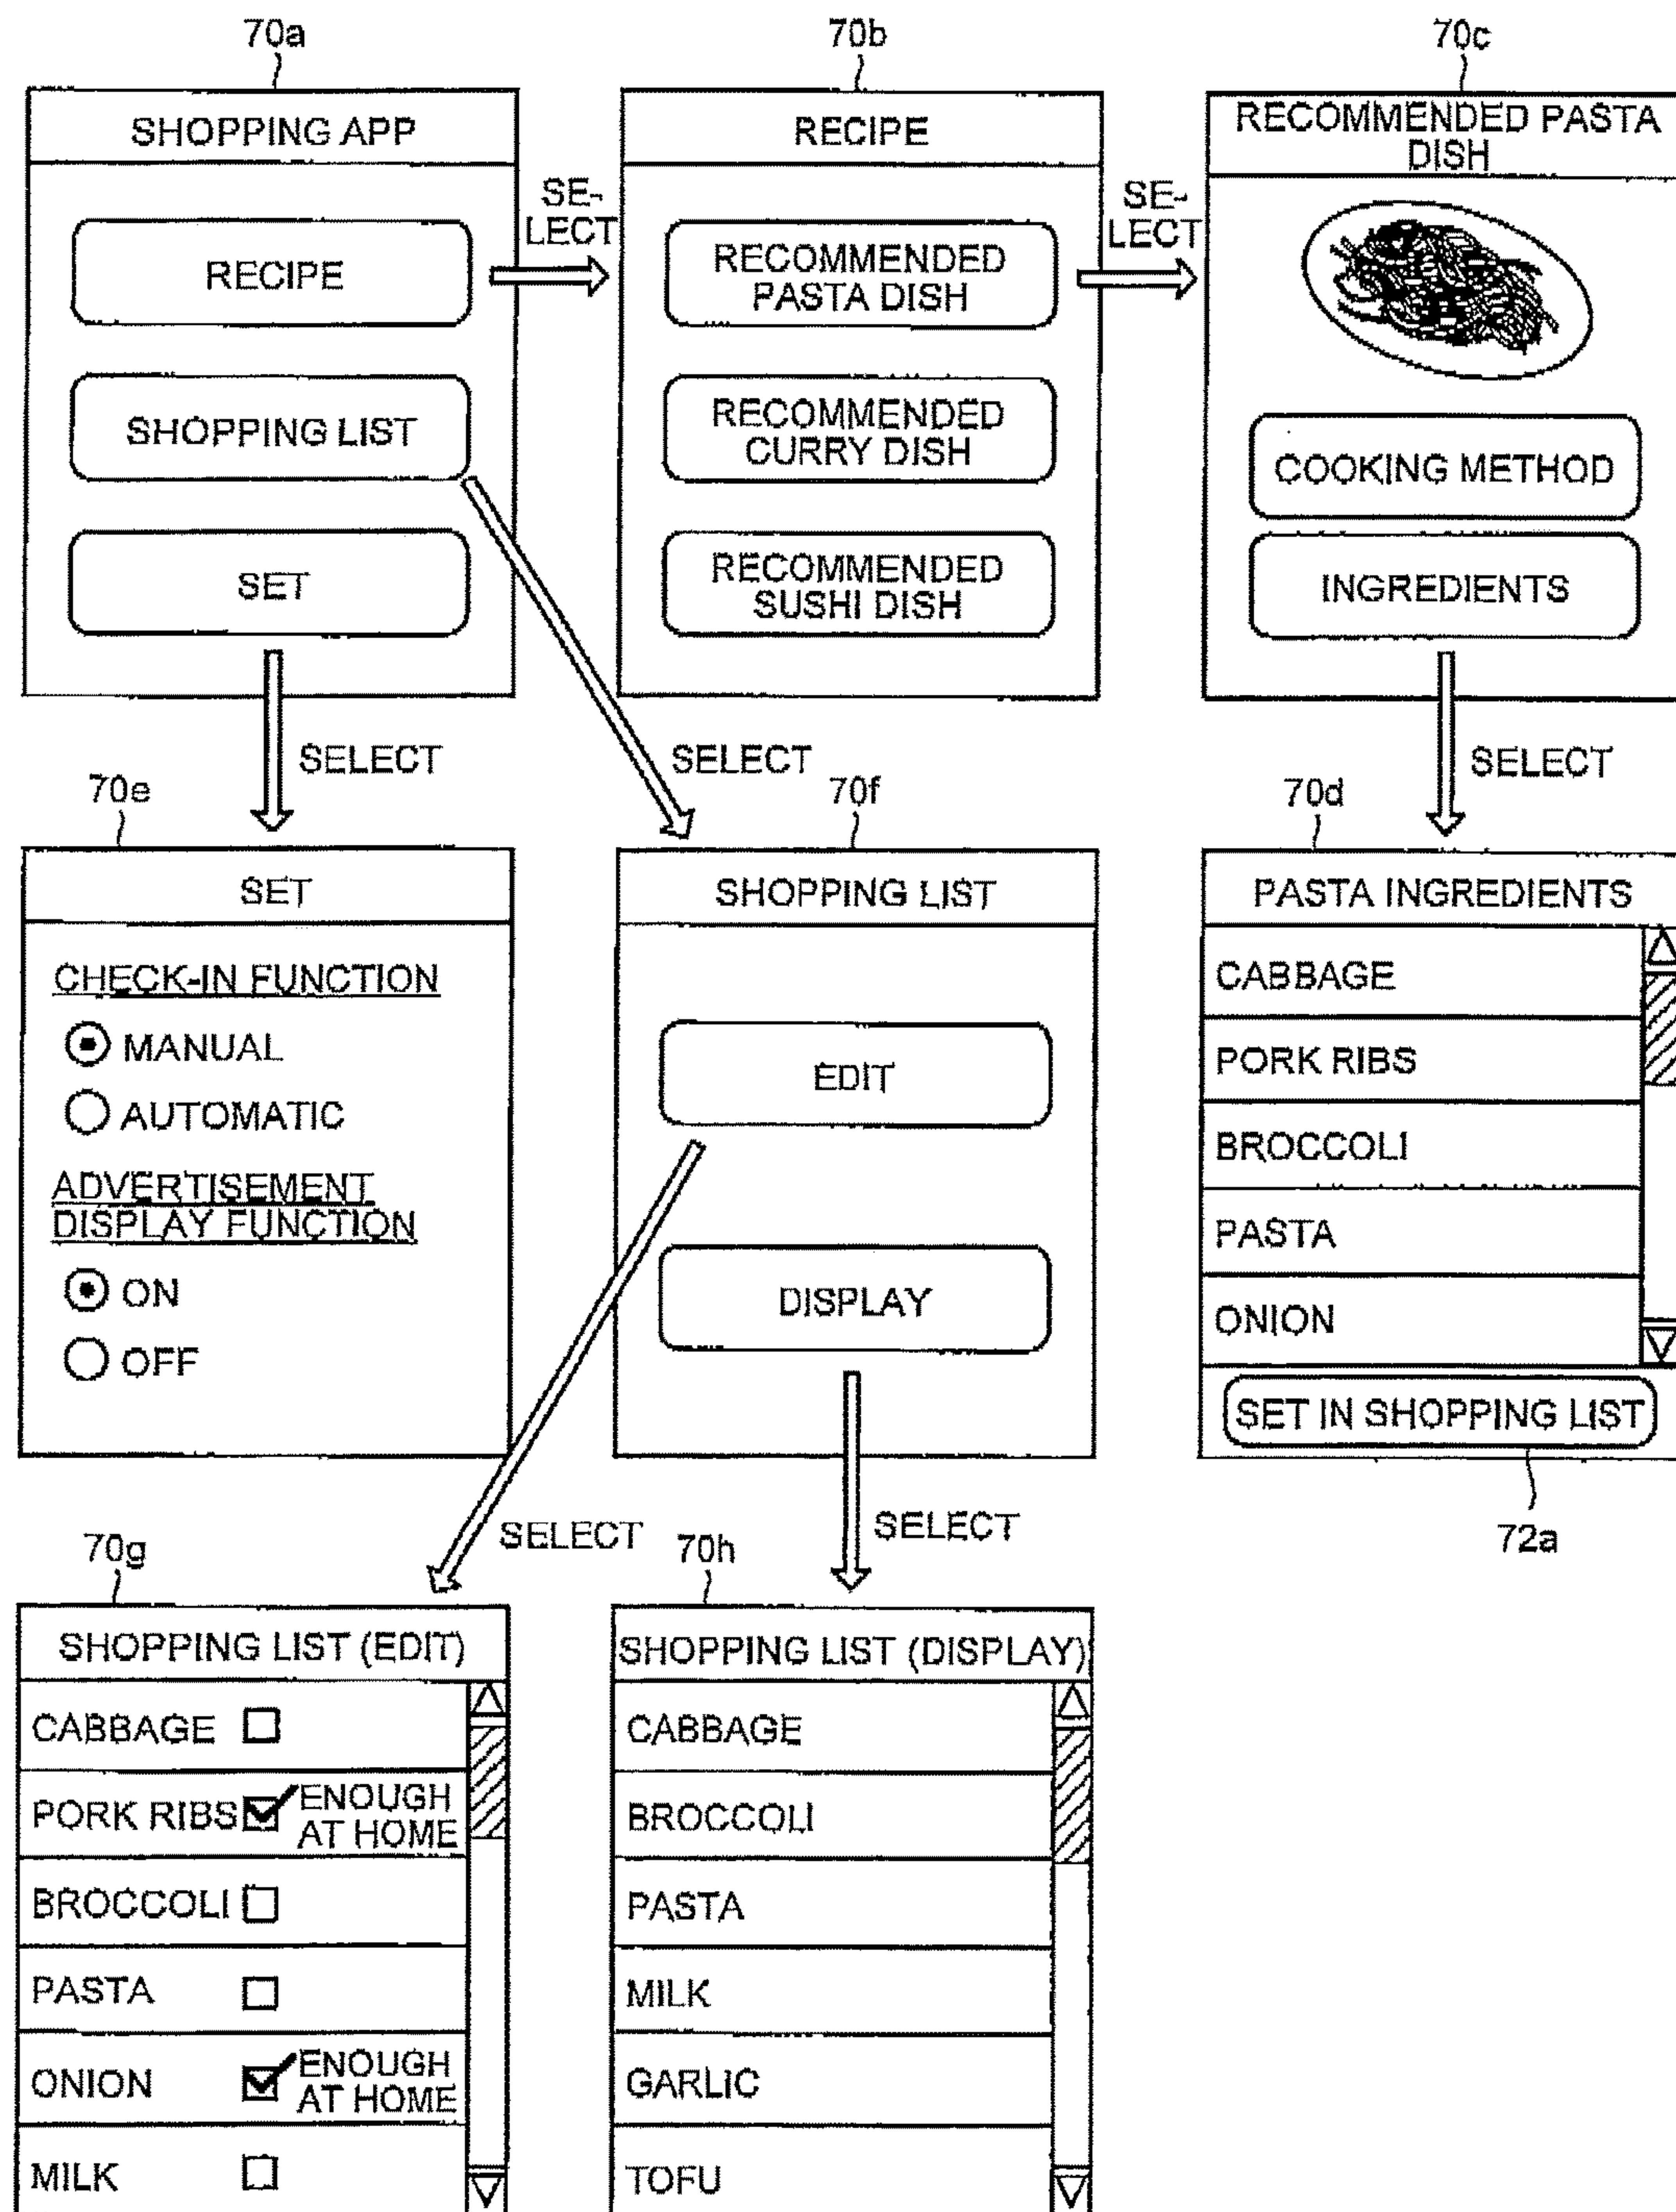 70a
SHOPPING APP
RECIPE
SHOPPING LIST
SET
SE-
LECT
70b
RECIPE
RECOMMENDED
PASTA DISH
RECOMMENDED
CURRY DISH
RECOMMENDED
SUSHI DISH
SE-
LECT
70c
RECOMMENDED PASTA
DISH
COOKING METHOD
INGREDIENTS
SELECT
SELECT
SELECT
70e
SET
CHECK-IN FUNCTION
MANUAL
AUTOMATIC
ADVERTISEMENT
DISPLAY FUNCTION
ON
OFF
70f
SHOPPING LIST
EDIT
DISPLAY
70d
PASTA INGREDIENTS
CABBAGE
PORK RIBS
BROCCOLI
PASTA
ONION
SET IN SHOPPING LIST
72a
SELECT
SELECT
70g
SHOPPING LIST (EDIT)
CABBAGE
PORK RIBS ENOUGH
AT HOME
BROCCOLI
PASTA
ONION ENOUGH
AT HOME
MILK
70h
SHOPPING LIST (DISPLAY)
CABBAGE
BROCCOLI
PASTA
MILK
GARLIC
TOFU